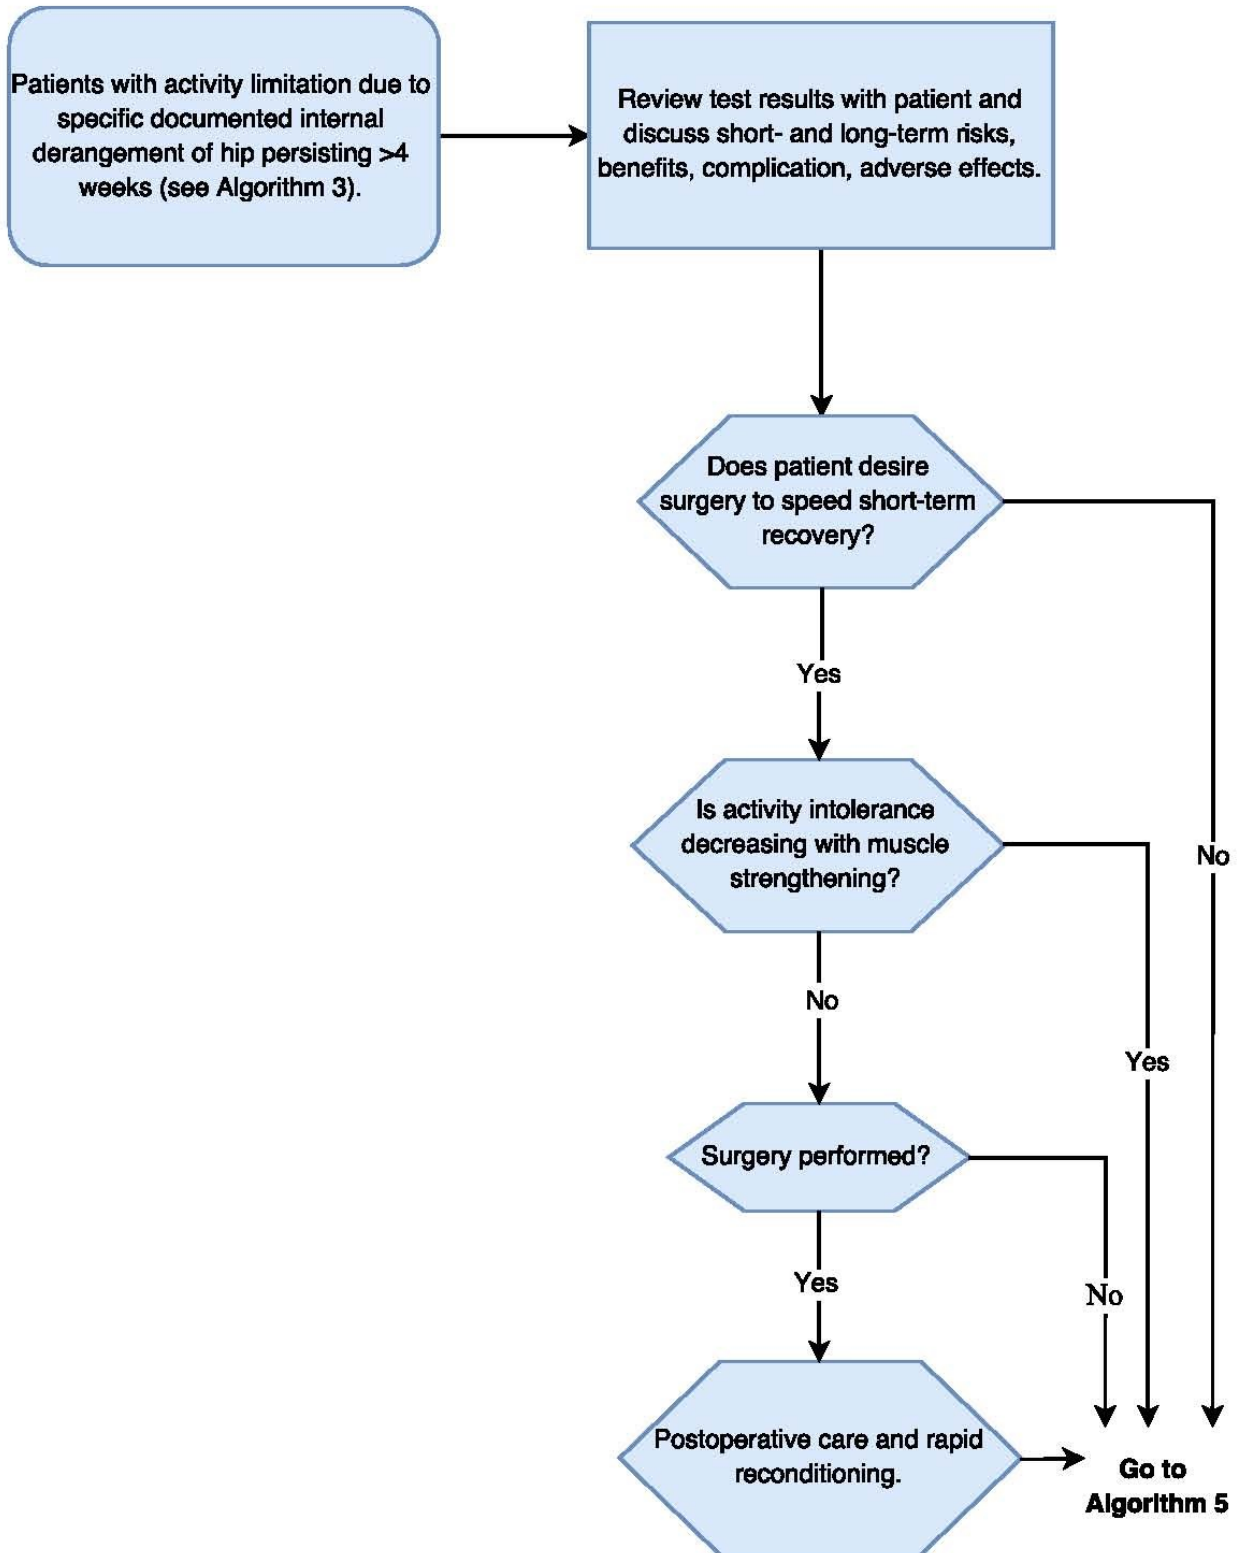 Patients with activity limitation due to
specific documented internal
derangement of hip persisting >4
weeks (see Algorithm 3).
Review test results with patient and
discuss short- and long-term risks,
benefits, complication, adverse effects.
Does patient desire
surgery to speed short-term
recovery?
Yes
No
Is activity intolerance
decreasing with muscle
strengthening?
No
Yes
Surgery performed?
Yes
No
Postoperative care and rapid
reconditioning.
Go to
Algorithm 5